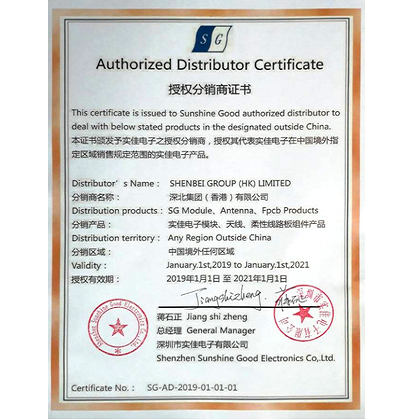 SG
Authorized Distributor Certificate
授权分销商证书
This certificate is issued to Sunshine Good authorized distributor to
deal with below stated products in the designated outside China.
本证书颁发予实佳电子之授权分销商，授权其代表实佳电子在中国境外指
定区域销售规定范围的实佳电子产品。
Distributor's Name： SHENBEI GROUP (HK) LIMITED
分销商名称： 深北集团（香港）有限公司
Distribution products : SG Module、Antenna、Fpcb Products
分销产品： 实佳电子模块、天线、柔性线路板组件产品
Distribution territory : Any Region Outside China
分销区域： 中国境外任何区域
Validity : January.1st,2019 to January.1st,2021
授权有效期： 2019年1月1日 至 2021年1月1日
Jiangshizheng
蒋石正 Jiang shi zheng
总经理 General Manager
深圳市实佳电子有限公司
Shenzhen Sunshine Good Electronics Co,.Ltd.
Certificate No.： SG-AD-2019-01-01-01